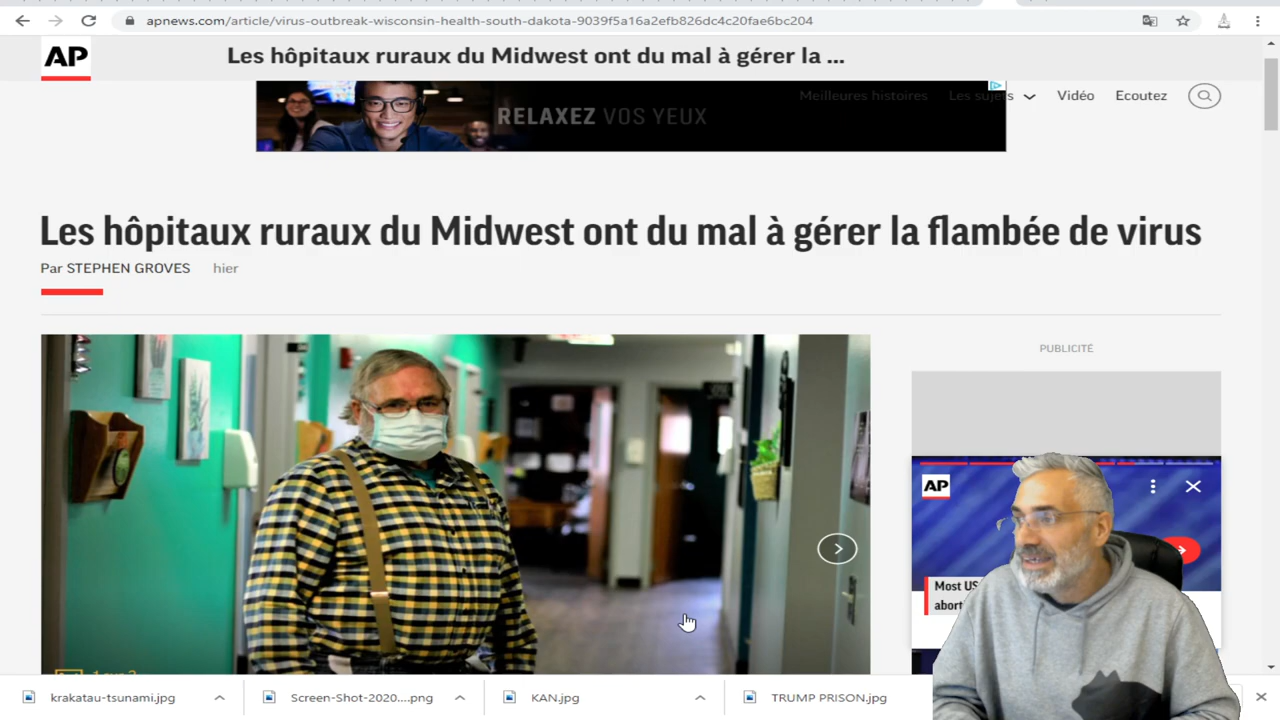 apnews.com/article/virus-outbreak-wisconsin-health-south-dakota-9039f5a16a2efb826dc4c20fae6bc204
AP
Les hôpitaux ruraux du Midwest ont du mal à gérer la ...
RELAXEZ VOS YEUX
Meilleures histoires
Les sujets
Vidéo
Ecoutez
Les hôpitaux ruraux du Midwest ont du mal à gérer la flambée de virus
Par STEPHEN GROVES hier
PUBLICITÉ
AP
Most US
abort
krakatau-tsunami.jpg
Screen-Shot-2020....png
KAN.jpg
TRUMP PRISON.jpg